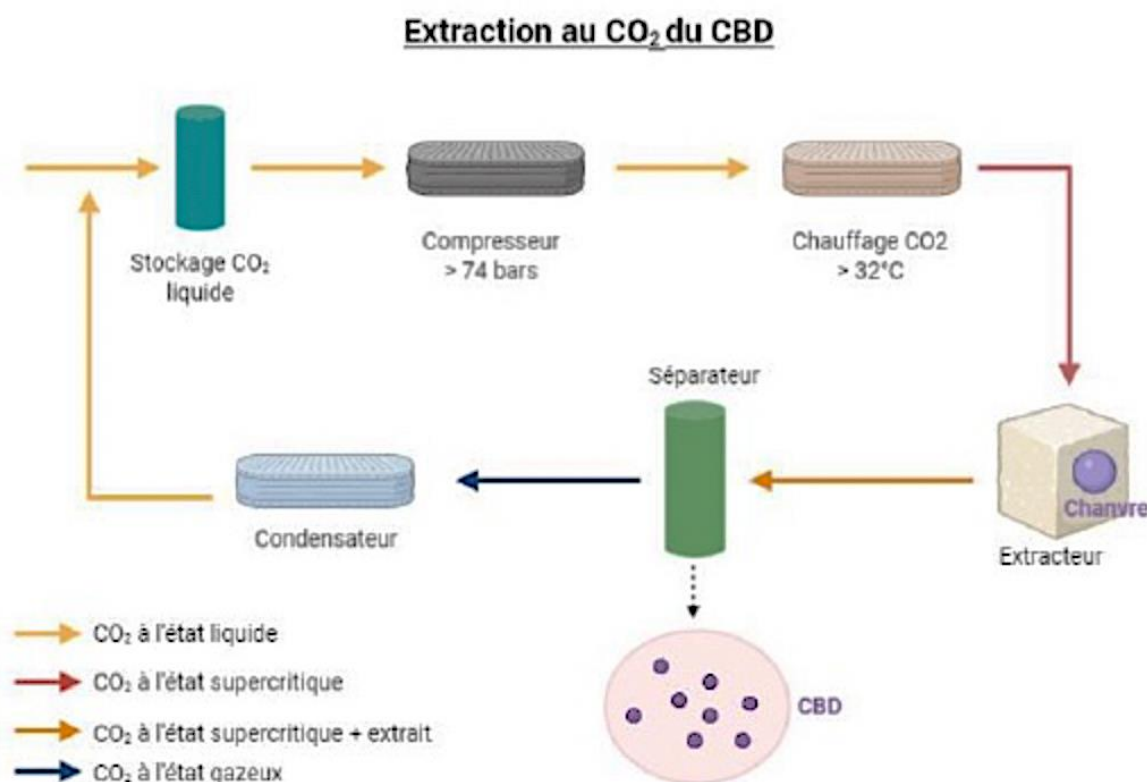 Extraction au CO₂ du CBD
Stockage CO₂
liquide
Compresseur
> 74 bars
Chauffage CO2
> 32°C
Séparateur
Condensateur
Chanvre
Extracteur
CO₂ à l'état liquide
CO₂ à l'état supercritique
CO₂ à l'état supercritique + extrait
CO₂ à l'état gazeux
CBD